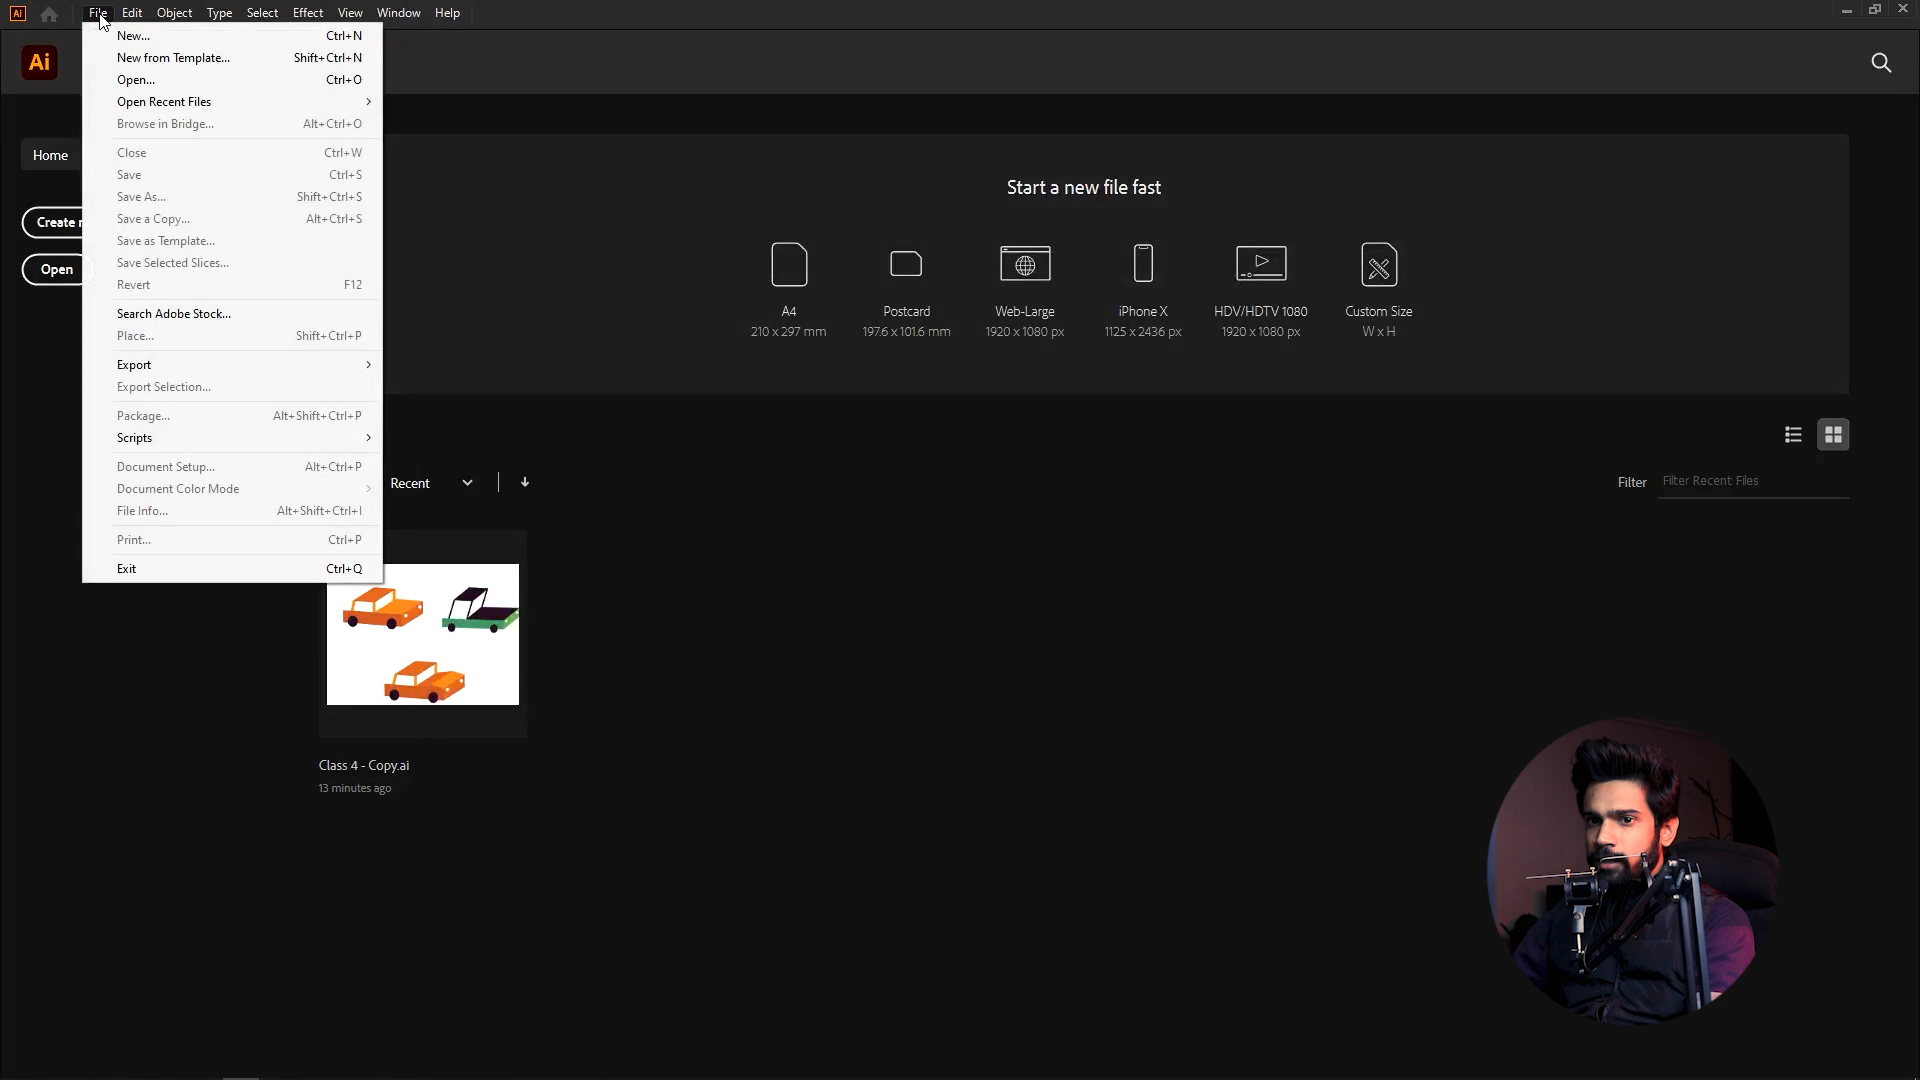 Ai File Edit Object Type Select Effect View Window Help
Ai
New... Ctrl+N
New from Template... Shift+Ctrl+N
Open... Ctrl+O
Open Recent Files
Browse in Bridge... Alt+Ctrl+O
Close Ctrl+W
Save Ctrl+S
Save As... Shift+Ctrl+S
Save a Copy... Alt+Ctrl+S
Save as Template...
Save Selected Slices...
Revert F12
Search Adobe Stock...
Place... Shift+Ctrl+P
Export
Export Selection...
Package... Alt+Shift+Ctrl+P
Scripts
Document Setup... Alt+Ctrl+P
Document Color Mode
File Info... Alt+Shift+Ctrl+I
Print... Ctrl+P
Exit Ctrl+Q
Home
Create
Open
Start a new file fast
A4
210 x 297 mm
Postcard
197.6 x 101.6 mm
Web-Large
1920 x 1080 px
iPhone X
1125 x 2436 px
HDV/HDTV 1080
1920 x 1080 px
Custom Size
W x H
Recent
Filter Filter Recent Files
Class 4 - Copy.ai
13 minutes ago